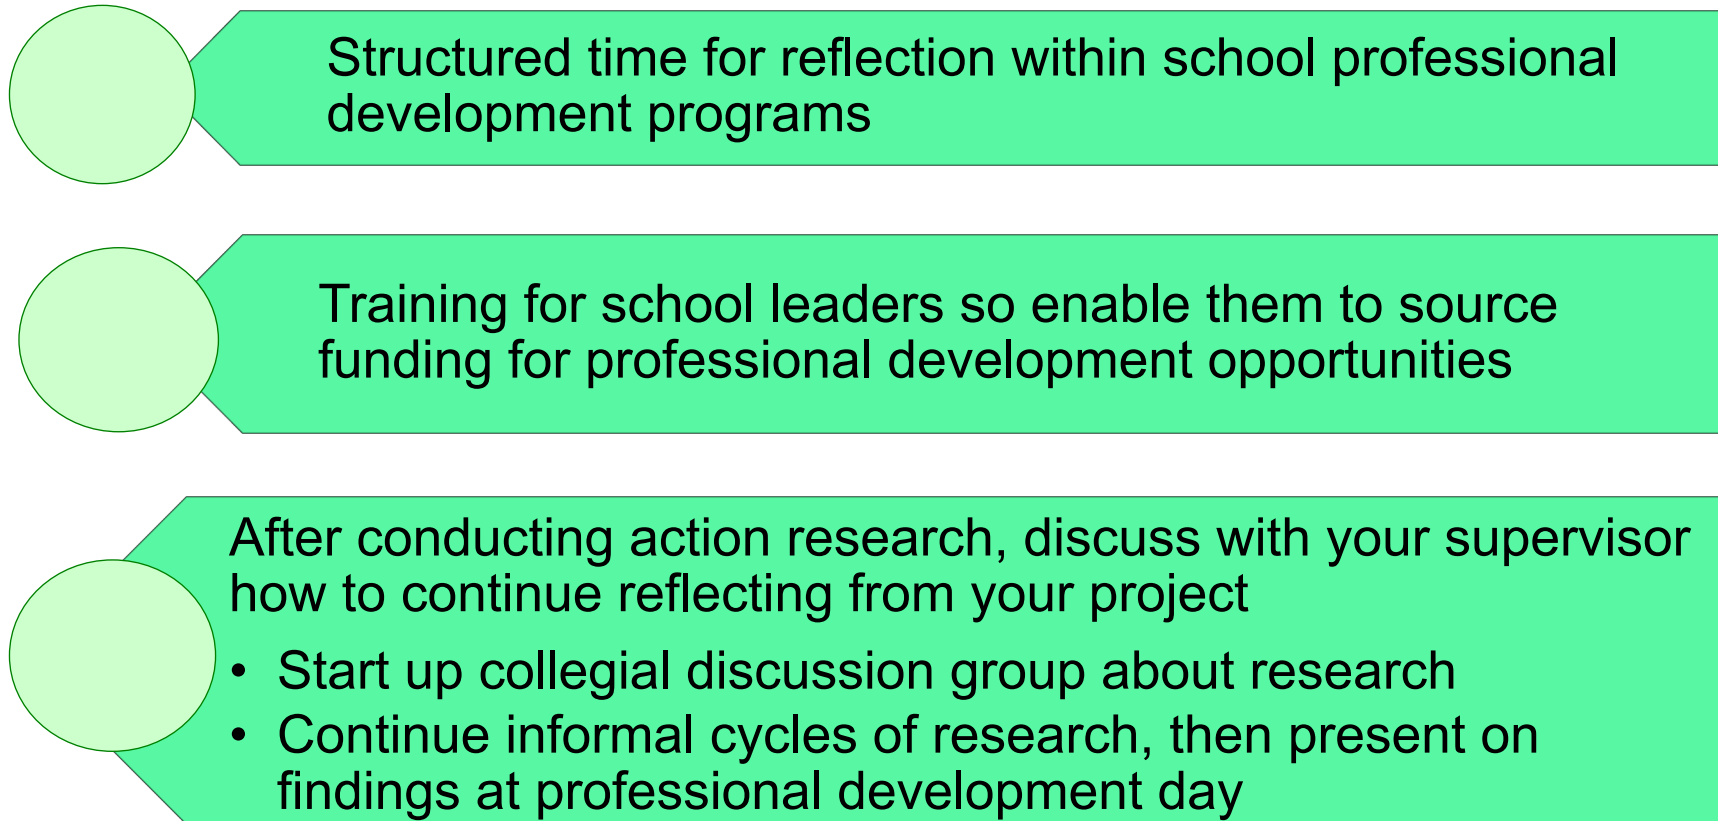 Structured time for reflection within school professional
development programs
Training for school leaders so enable them to source
funding for professional development opportunities
After conducting action research, discuss with your supervisor
how to continue reflecting from your project
• Start up collegial discussion group about research
• Continue informal cycles of research, then present on
findings at professional development day